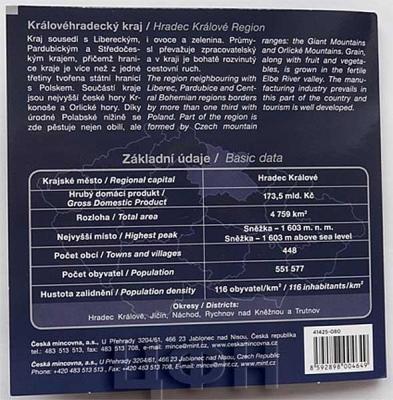 Královéhradecký kraj / Hradec Králové Region
Kraj sousedí s Libereckým,
Pardubickým a Středočes-
kým krajem, přičemž hrani-
ce kraje je více než z jedné
třetiny tvořena státní hranicí
s Polskem. Součástí kraje
jsou nejvyšší české hory Kr-
konoše a Orlické hory. Díky
úrodné Polabské nížině se
zde pěstuje nejen obilí, ale
i ovoce a zelenina. Průmy-
sl převažuje zpracovatelský
a v kraji je bohatě rozvinutý
cestovní ruch.
The region neighbouring with
Liberec, Pardubice and Cent-
ral Bohemian regions borders
by more than one third with
Poland. Part of the region is
formed by Czech mountain
ranges: the Giant Mountains
and Orlické Mountains. Grain,
along with fruit and vegeta-
bles, is grown in the fertile
Elbe river valley. The manu-
facturing industry prevails in
this part of the country and
tourism is well developed.
Základní údaje / Basic data
Krajské město / Regional capital Hradec Králové
Hrubý domácí produkt /
Gross Domestic Product 173,5 mld. Kč
Rozloha / Total area 4 759 km²
Nejvyšší místo / Highest peak Sněžka – 1 603 m. n. m.
Sněžka – 1 603 m above sea level
Počet obcí / Towns and villages 448
Počet obyvatel / Population 551 577
Hustota zalidnění / Population density 116 obyvatel/km² / 116 inhabitants/km²
Okresy / Districts:
Hradec Králové, Jičín, Náchod, Rychnov nad Kněžnou a Trutnov
Česká mincovna, a.s., U Přehrady 3204/61, 466 23 Jablonec nad Nisou, Česká republika
tel.: 483 513 513, fax: 483 708, e-mail: mince@mint.cz, www.ceskamincovna.cz
Česká mincovna, a.s., U Přehrady 3204/61, 466 23 Jablonec nad Nisou, Czech Republic
Phone: +420 483 513 513, e-mail: mince@mint.cz, www.ceskamincovna.cz
41425-080
8 592898 004649